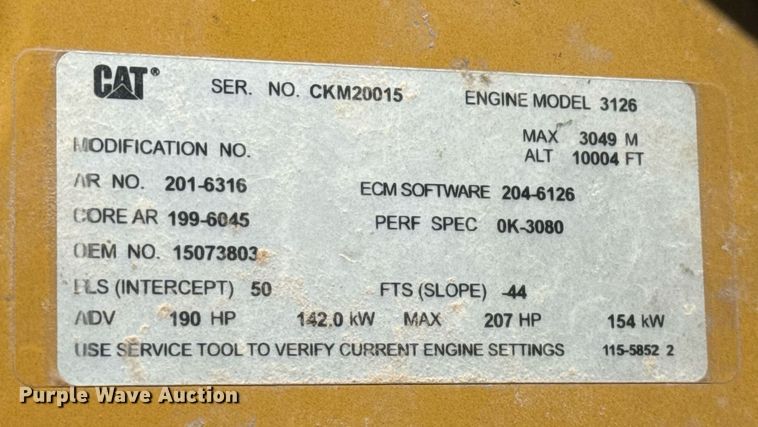 CAT® SER. NO. CKM20015 ENGINE MODEL 3126
MAX 3049 M
MODIFICATION NO.
ALT 10004 FT
AR NO. 201-6316 ECM SOFTWARE 204-6126
CORE AR 199-6045 PERF SPEC 0K-3080
OEM NO. 15073803
FLS (INTERCEPT) 50 FTS (SLOPE) -44
ADV 190 HP 142.0 kW MAX 207 HP 154 kW
USE SERVICE TOOL TO VERIFY CURRENT ENGINE SETTINGS 115-5852 2
Purple Wave Auction